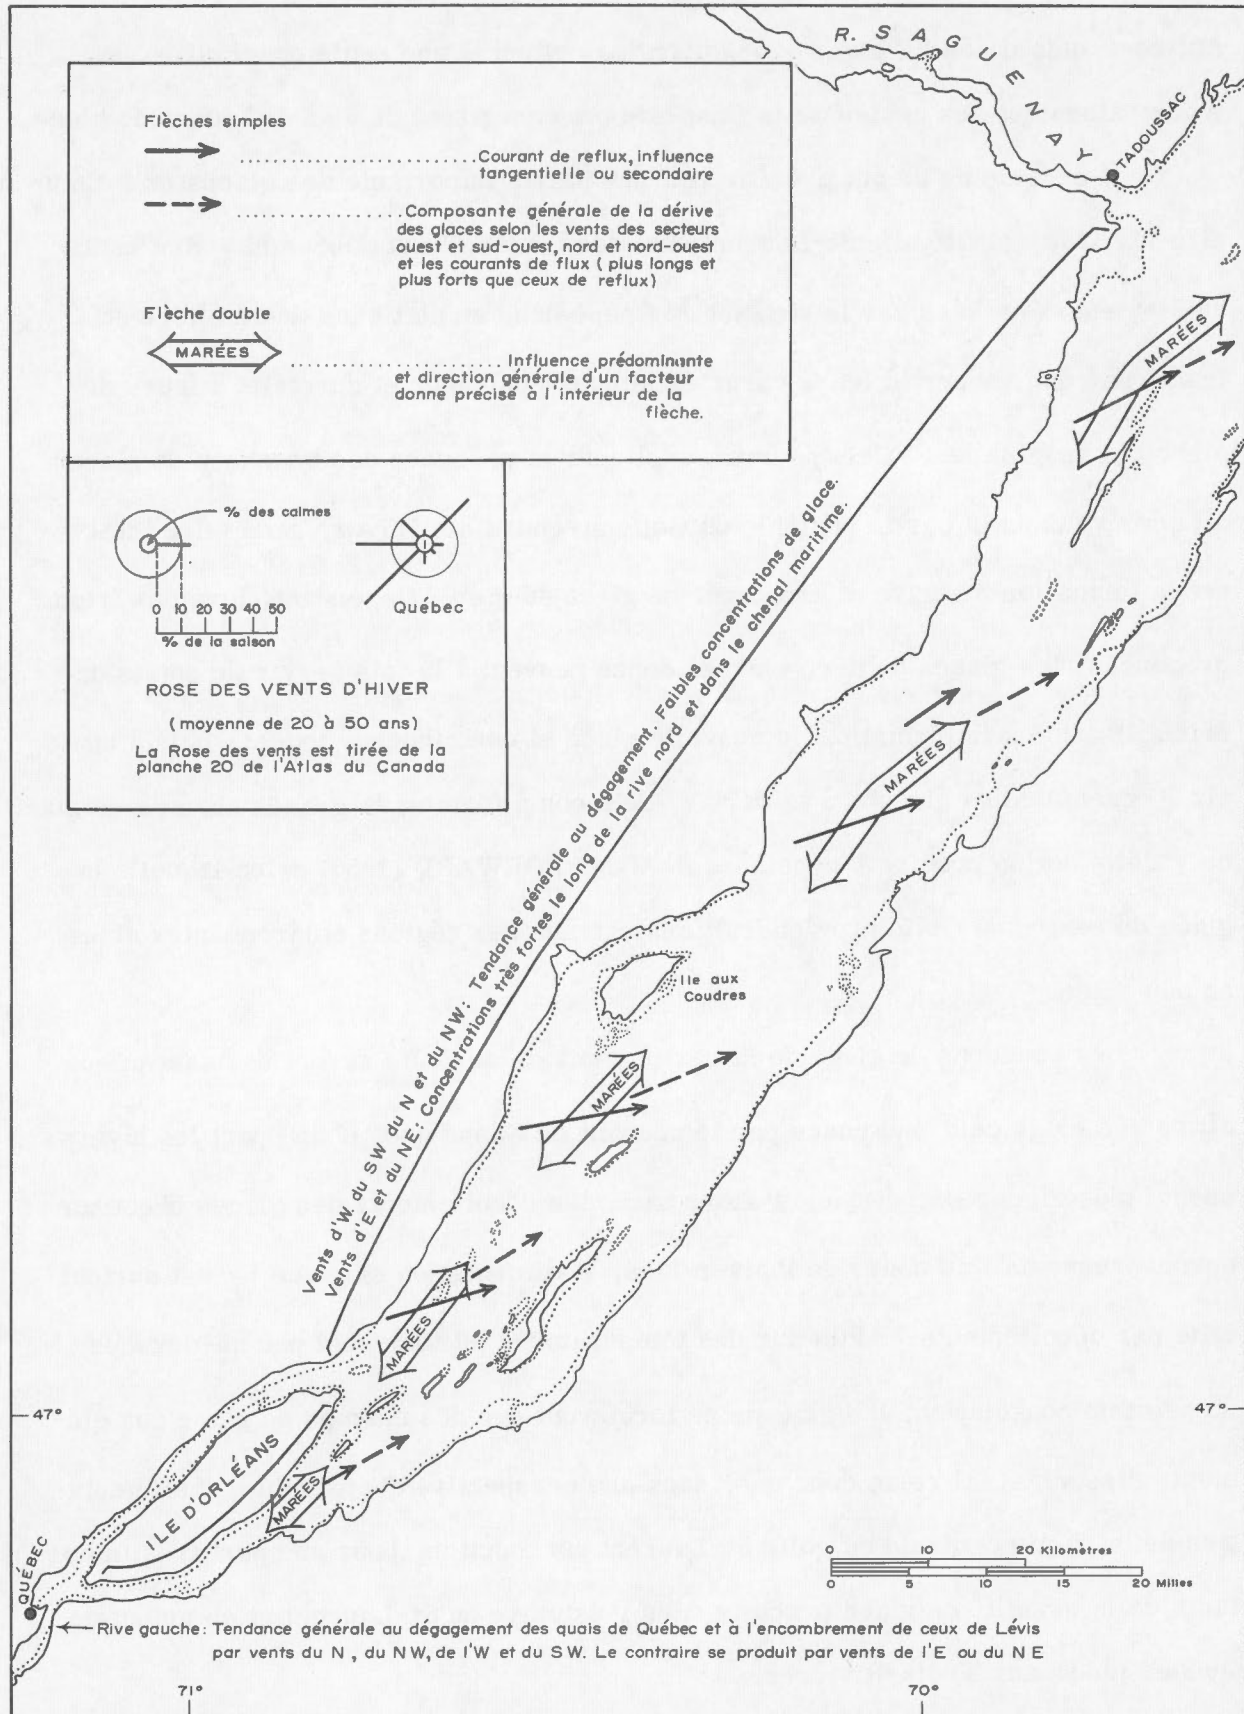 R. SAGUENAY
TADOUSSAC
Flèches simples
........................Courant de reflux, influence
tangentielle ou secondaire
................Composante générale de la dérive
des glaces selon les vents des secteurs
ouest et sud-ouest, nord et nord-ouest
et les courants de flux ( plus longs et
plus forts que ceux de reflux)
Flèche double
MARÉES
....................Influence prédominante
et direction générale d'un facteur
donné précisé à l'intérieur de la
flèche.
% des calmes
0 10 20 30 40 50
% de la saison
Québec
ROSE DES VENTS D'HIVER
(moyenne de 20 à 50 ans)
La Rose des vents est tirée de la
planche 20 de l'Atlas du Canada
Vents d'W. du SW du N et du NW: Tendance générale au dégagement. Faibles concentrations de glace.
Vents d'E et du NE: Concentrations très fortes le long de la rive nord et dans le chenal maritime.
MARÉES
MARÉES
Ile aux
Coudres
MARÉES
MARÉES
MARÉES
ILE D'ORLÉANS
QUÉBEC
47°
47°
0 10 20 Kilomètres
0 5 10 15 20 Milles
Rive gauche: Tendance générale au dégagement des quais de Québec et à l'encombrement de ceux de Lévis
par vents du N , du NW, de l'W et du SW. Le contraire se produit par vents de l'E ou du NE
71°
70°